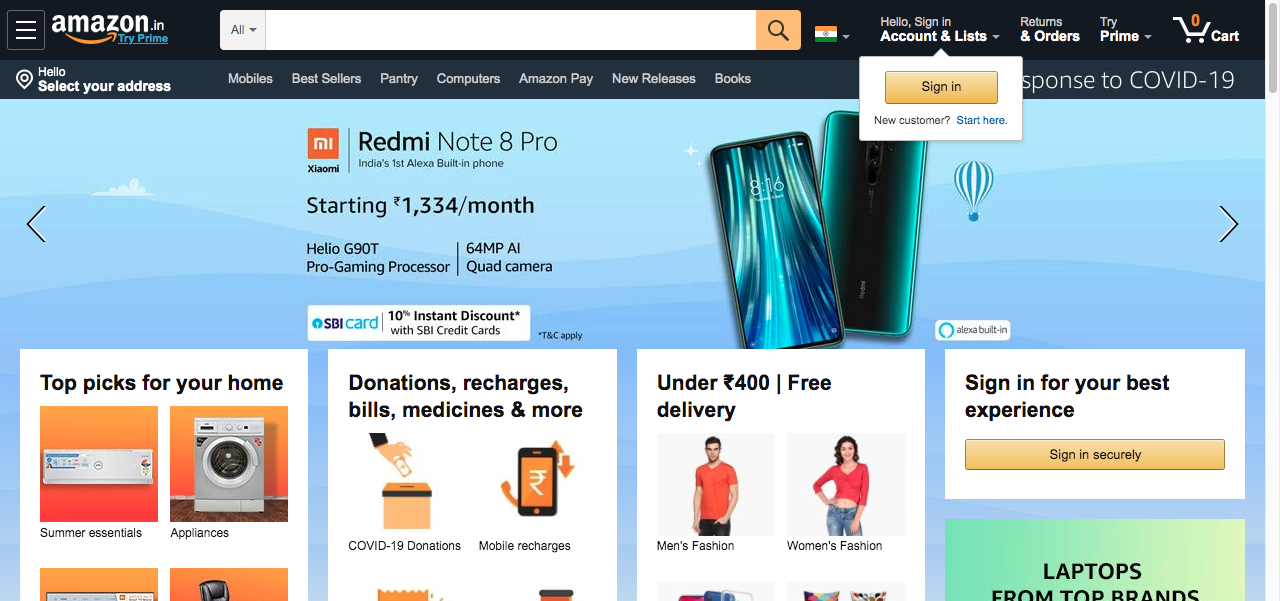 amazon.in
Try Prime
All
Hello, Sign in
Account & Lists
Returns
& Orders
Try
Prime
0
Cart
Hello
Select your address
Mobiles
Best Sellers
Pantry
Computers
Amazon Pay
New Releases
Books
sponse to COVID-19
Sign in
New customer? Start here.
mi
Xiaomi
Redmi Note 8 Pro
India's 1st Alexa Built-in phone
Starting ₹1,334/month
Helio G90T
Pro-Gaming Processor
64MP AI
Quad camera
SBI card
10% Instant Discount*
with SBI Credit Cards
*T&C apply
8:16
Redmi
alexa built-in
Top picks for your home
Summer essentials
Appliances
Donations, recharges,
bills, medicines & more
COVID-19 Donations
Mobile recharges
Under ₹400 | Free
delivery
Men's Fashion
Women's Fashion
Sign in for your best
experience
Sign in securely
LAPTOPS
FROM TOP BRANDS